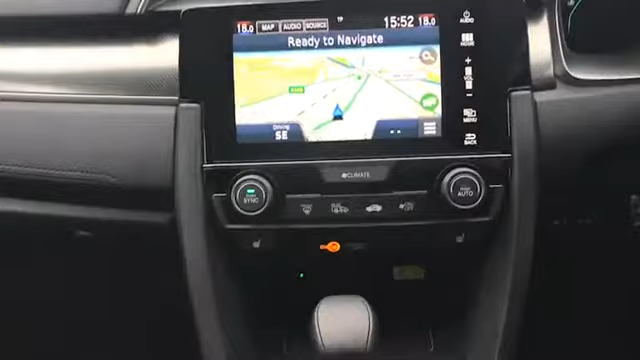 18.0 MAP AUDIO SOURCE TP 15:52 18.0
AUDIO
Ready to Navigate
HOME
VOL
MENU
Driving
SE
BACK
CLIMATE
SYNC
AUTO